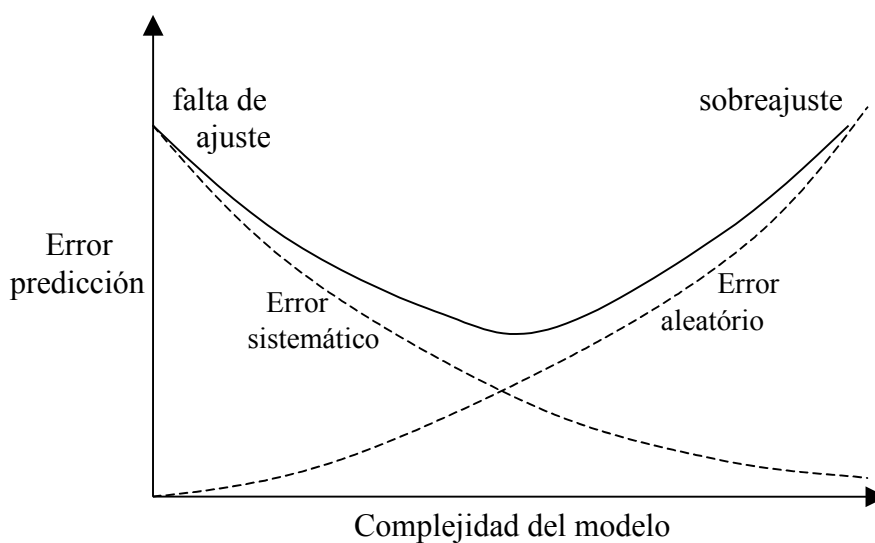 falta de
ajuste
sobreajuste
Error
predicción
Error
sistemático
Error
aleatório
Complejidad del modelo